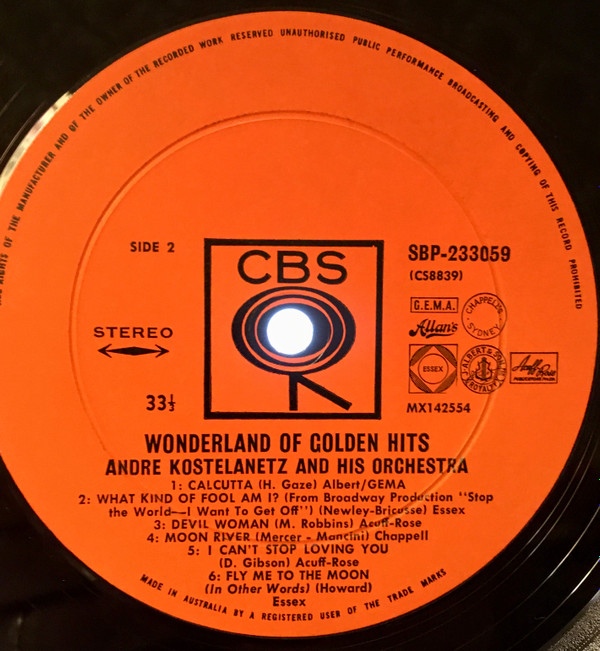 RIGHTS OF THE MANUFACTURER AND OF THE OWNER OF THE RECORDED WORK RESERVED UNAUTHORISED PUBLIC PERFORMANCE BROADCASTING AND COPYING OF THIS RECORD PROHIBITED
SIDE 2
CBS
SBP-233059
(CS8839)
G.E.M.A.
CHAPPELL'S SYDNEY
Allan's
STEREO
ESSEX
J. ALBERT & SON
Acuff-Rose
33⅓
MX142554
WONDERLAND OF GOLDEN HITS
ANDRE KOSTELANETZ AND HIS ORCHESTRA
1: CALCUTTA (H. Gaze) Albert/GEMA
2: WHAT KIND OF FOOL AM I? (From Broadway Production "Stop
the World—I Want To Get Off") (Newley-Bricusse) Essex
3: DEVIL WOMAN (M. Robbins) Acuff-Rose
4: MOON RIVER (Mercer - Mancini) Chappell
5: I CAN'T STOP LOVING YOU
(D. Gibson) Acuff-Rose
6: FLY ME TO THE MOON
(In Other Words) (Howard)
Essex
MADE IN AUSTRALIA BY A REGISTERED USER OF THE TRADE MARKS